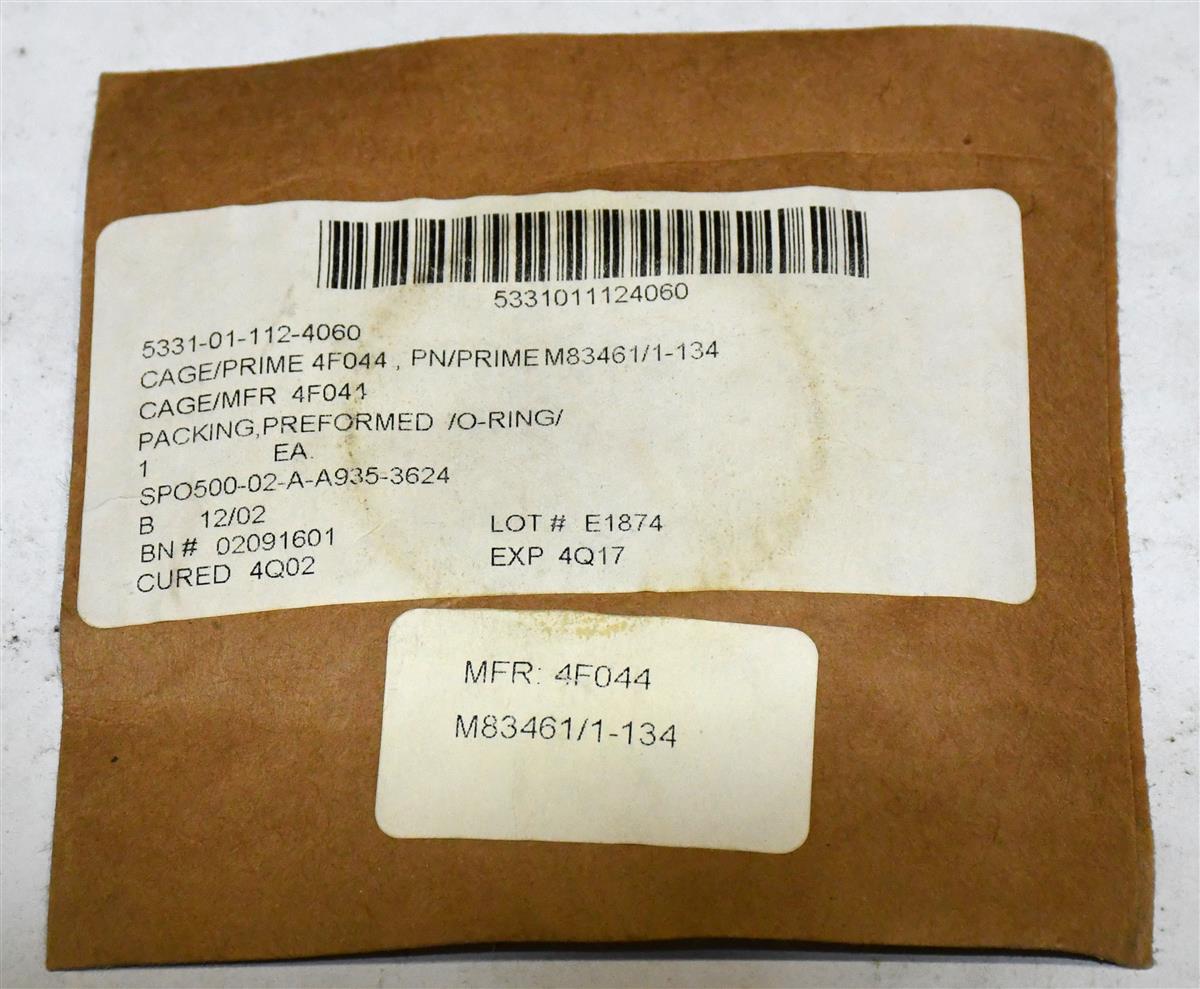 5331011124060
5331-01-112-4060
CAGE/PRIME 4F044 , PN/PRIME M83461/1-134
CAGE/MFR 4F044
PACKING,PREFORMED /O-RING/
1 EA.
SPO500-02-A-A935-3624
B 12/02
BN # 02091601 LOT # E1874
CURED 4Q02 EXP 4Q17
MFR: 4F044
M83461/1-134